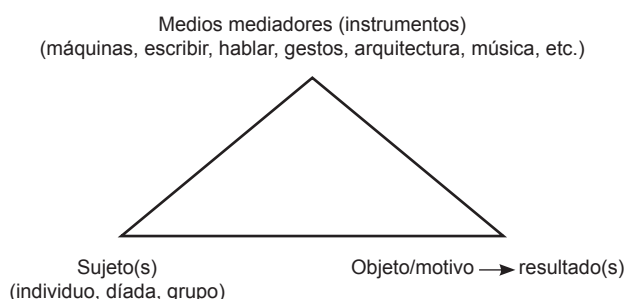 Medios mediadores (instrumentos)
(máquinas, escribir, hablar, gestos, arquitectura, música, etc.)
Sujeto(s)
(individuo, díada, grupo)
Objeto/motivo → resultado(s)